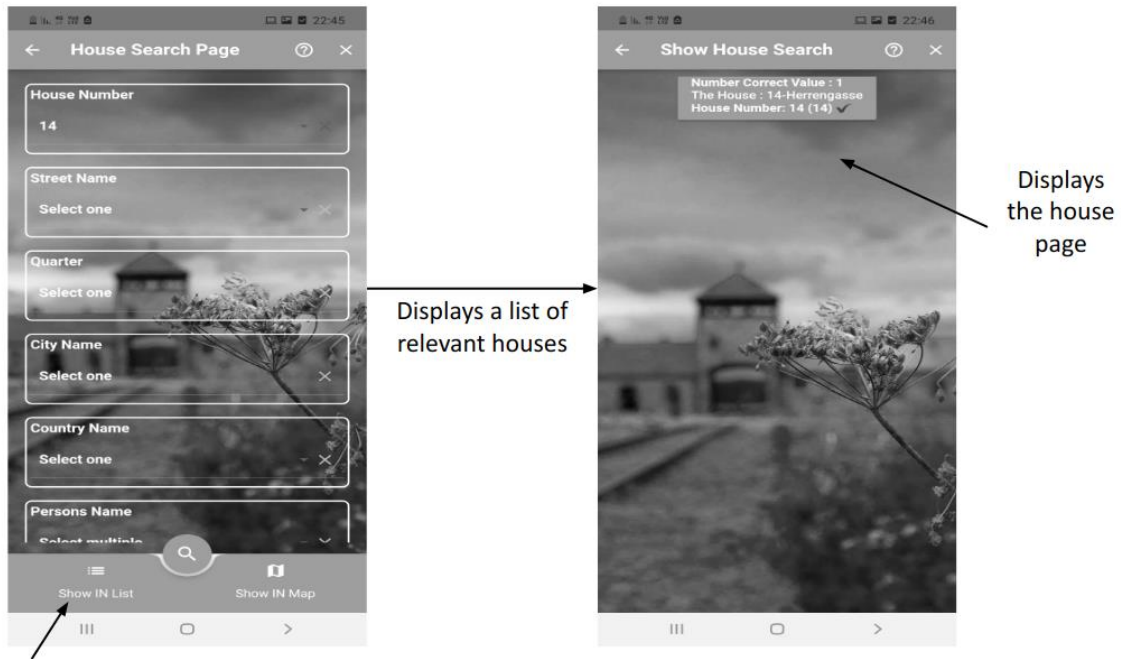 22:45
House Search Page
House Number
14
Street Name
Select one
Quarter
Select one
City Name
Select one
Country Name
Select one
Persons Name
Select multiple
Show IN List
Show IN Map
Displays a list of
relevant houses
22:46
Show House Search
Number Correct Value : 1
The House : 14-Herrengasse
House Number: 14 (14) ✓
Displays
the house
page